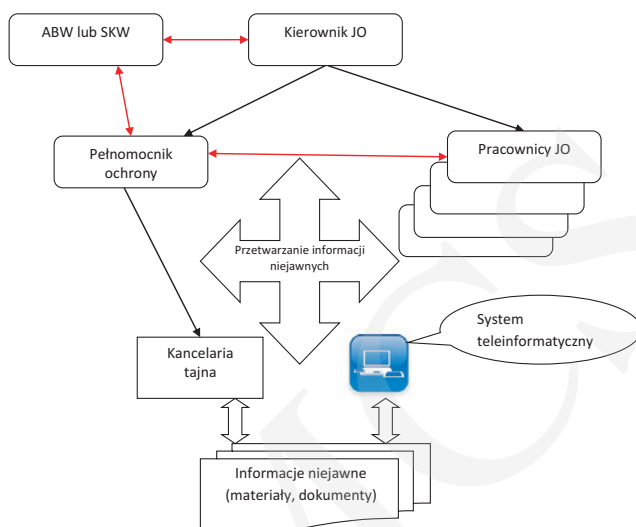 ABW lub SKW
Kierownik JO
Pełnomocnik
ochrony
Pracownicy JO
Przetwarzanie informacji
niejawnych
System
teleinformatyczny
Kancelaria
tajna
Informacje niejawne
(materiały, dokumenty)